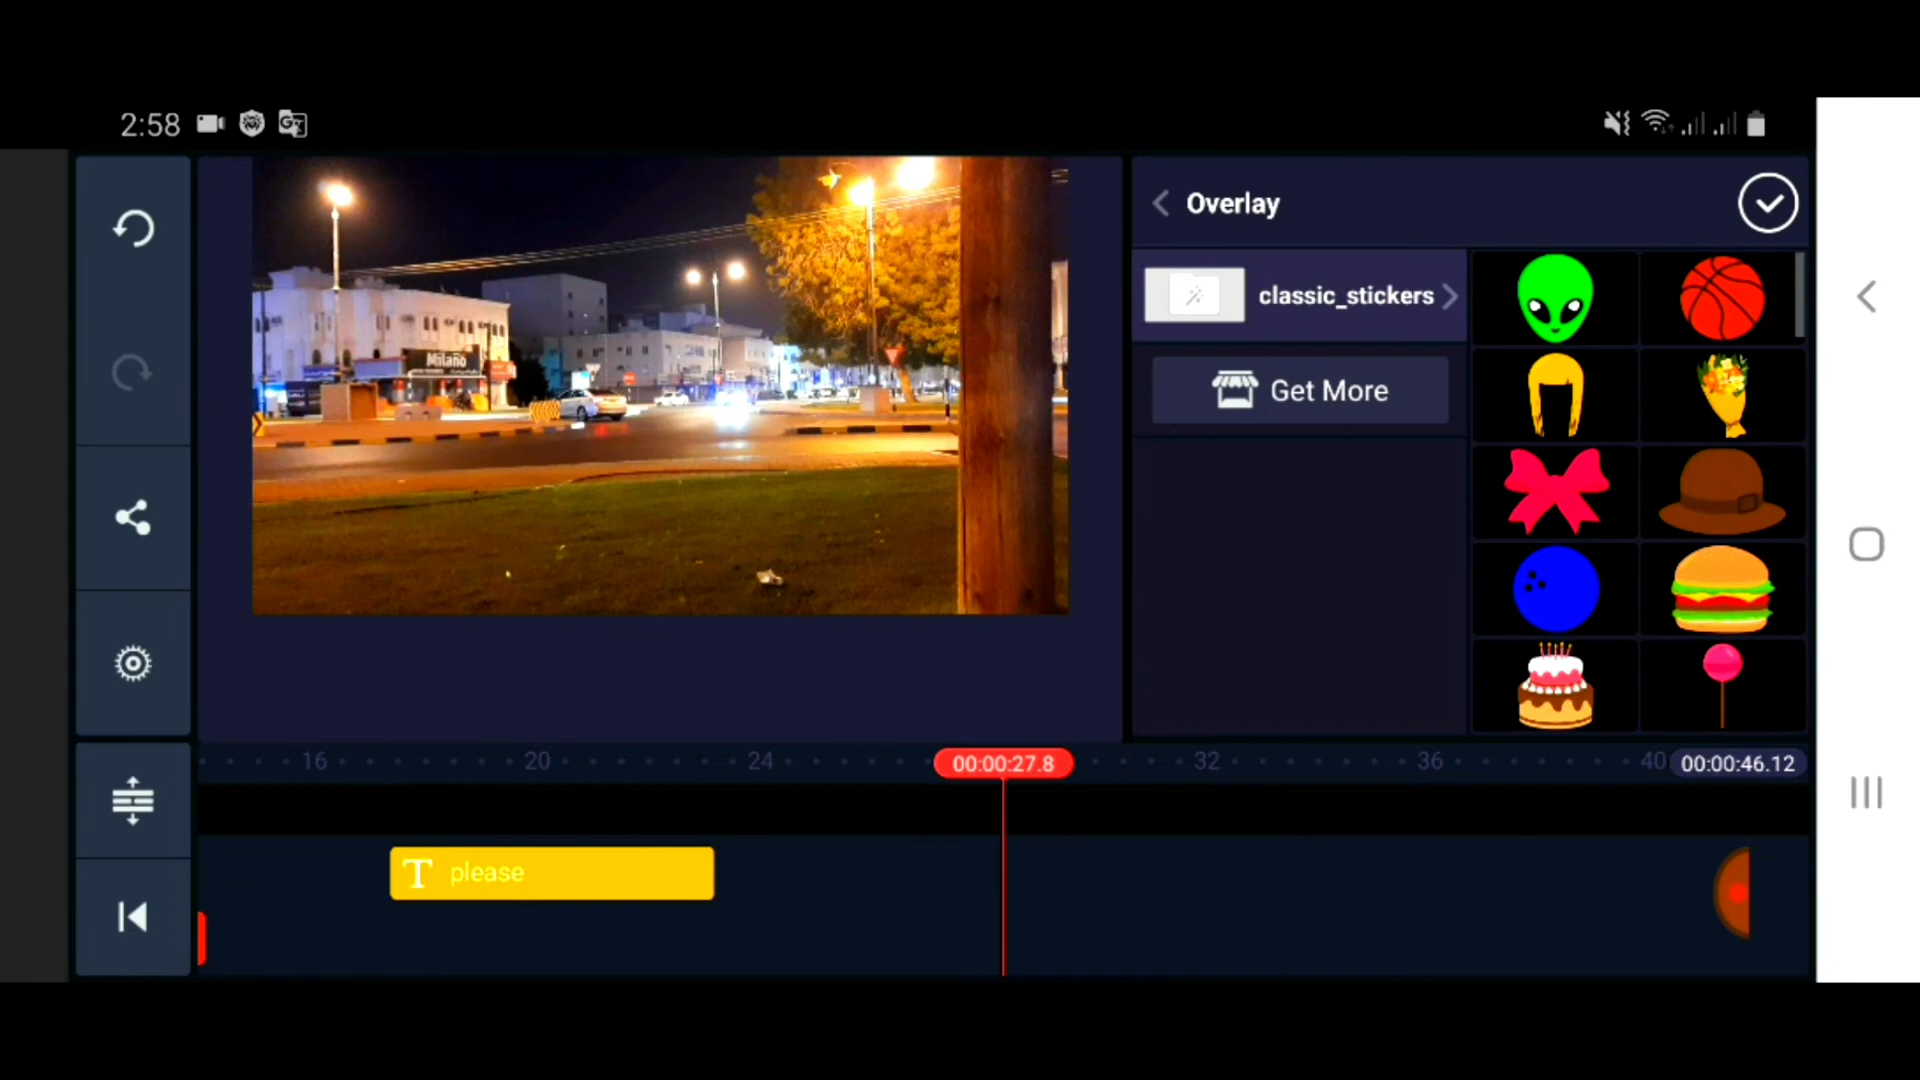 2:58
Overlay
classic_stickers
Get More
Milano
16
20
24
00:00:27.8
32
36
40
00:00:46.12
T please